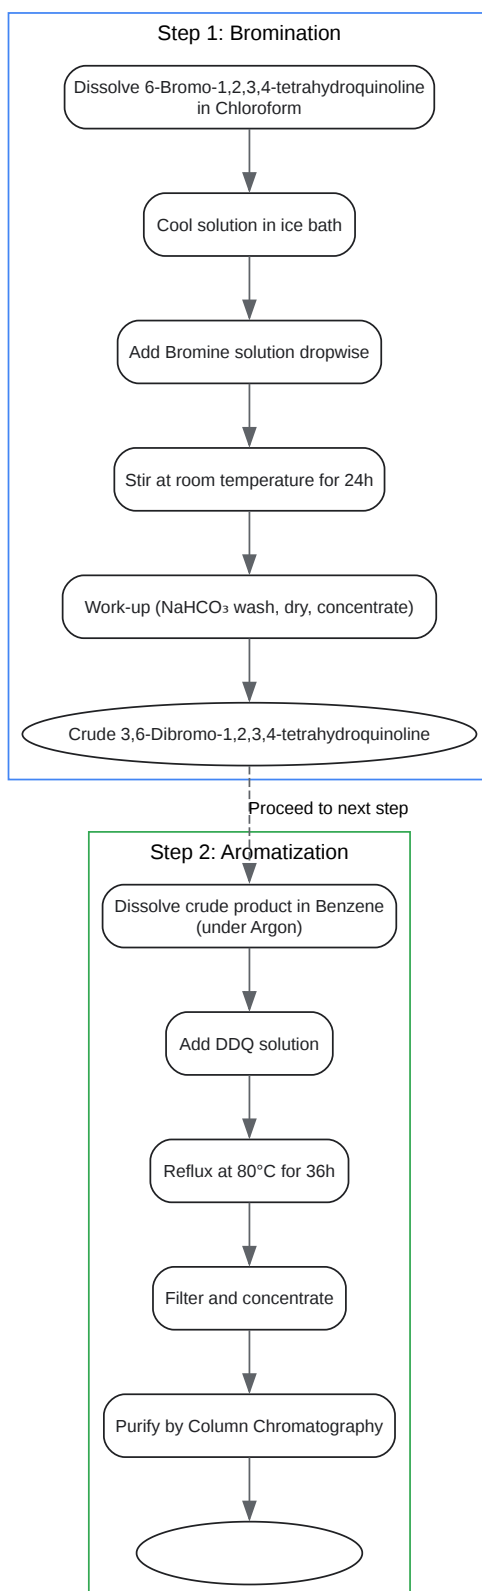 Step 1: Bromination
Dissolve 6-Bromo-1,2,3,4-tetrahydroquinoline
in Chloroform
Cool solution in ice bath
Add Bromine solution dropwise
Stir at room temperature for 24h
Work-up (NaHCO₃ wash, dry, concentrate)
Crude 3,6-Dibromo-1,2,3,4-tetrahydroquinoline
Proceed to next step
Step 2: Aromatization
Dissolve crude product in Benzene
(under Argon)
Add DDQ solution
Reflux at 80°C for 36h
Filter and concentrate
Purify by Column Chromatography